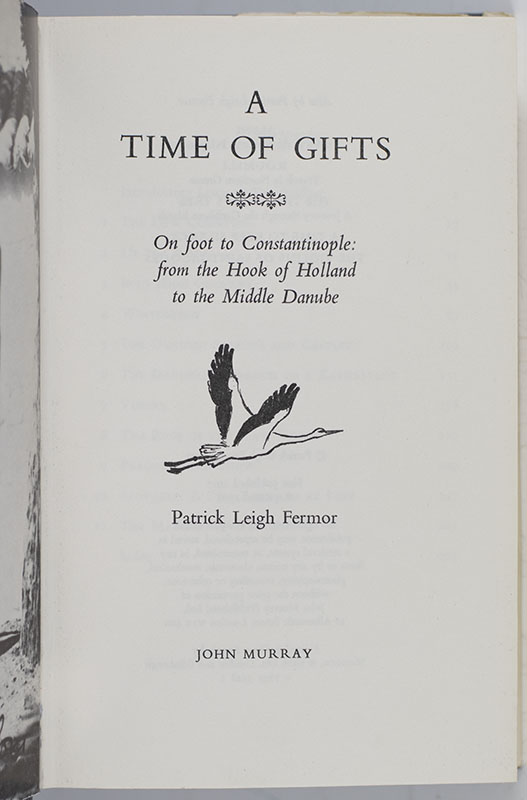 A
TIME OF GIFTS
On foot to Constantinople:
from the Hook of Holland
to the Middle Danube
Patrick Leigh Fermor
JOHN MURRAY